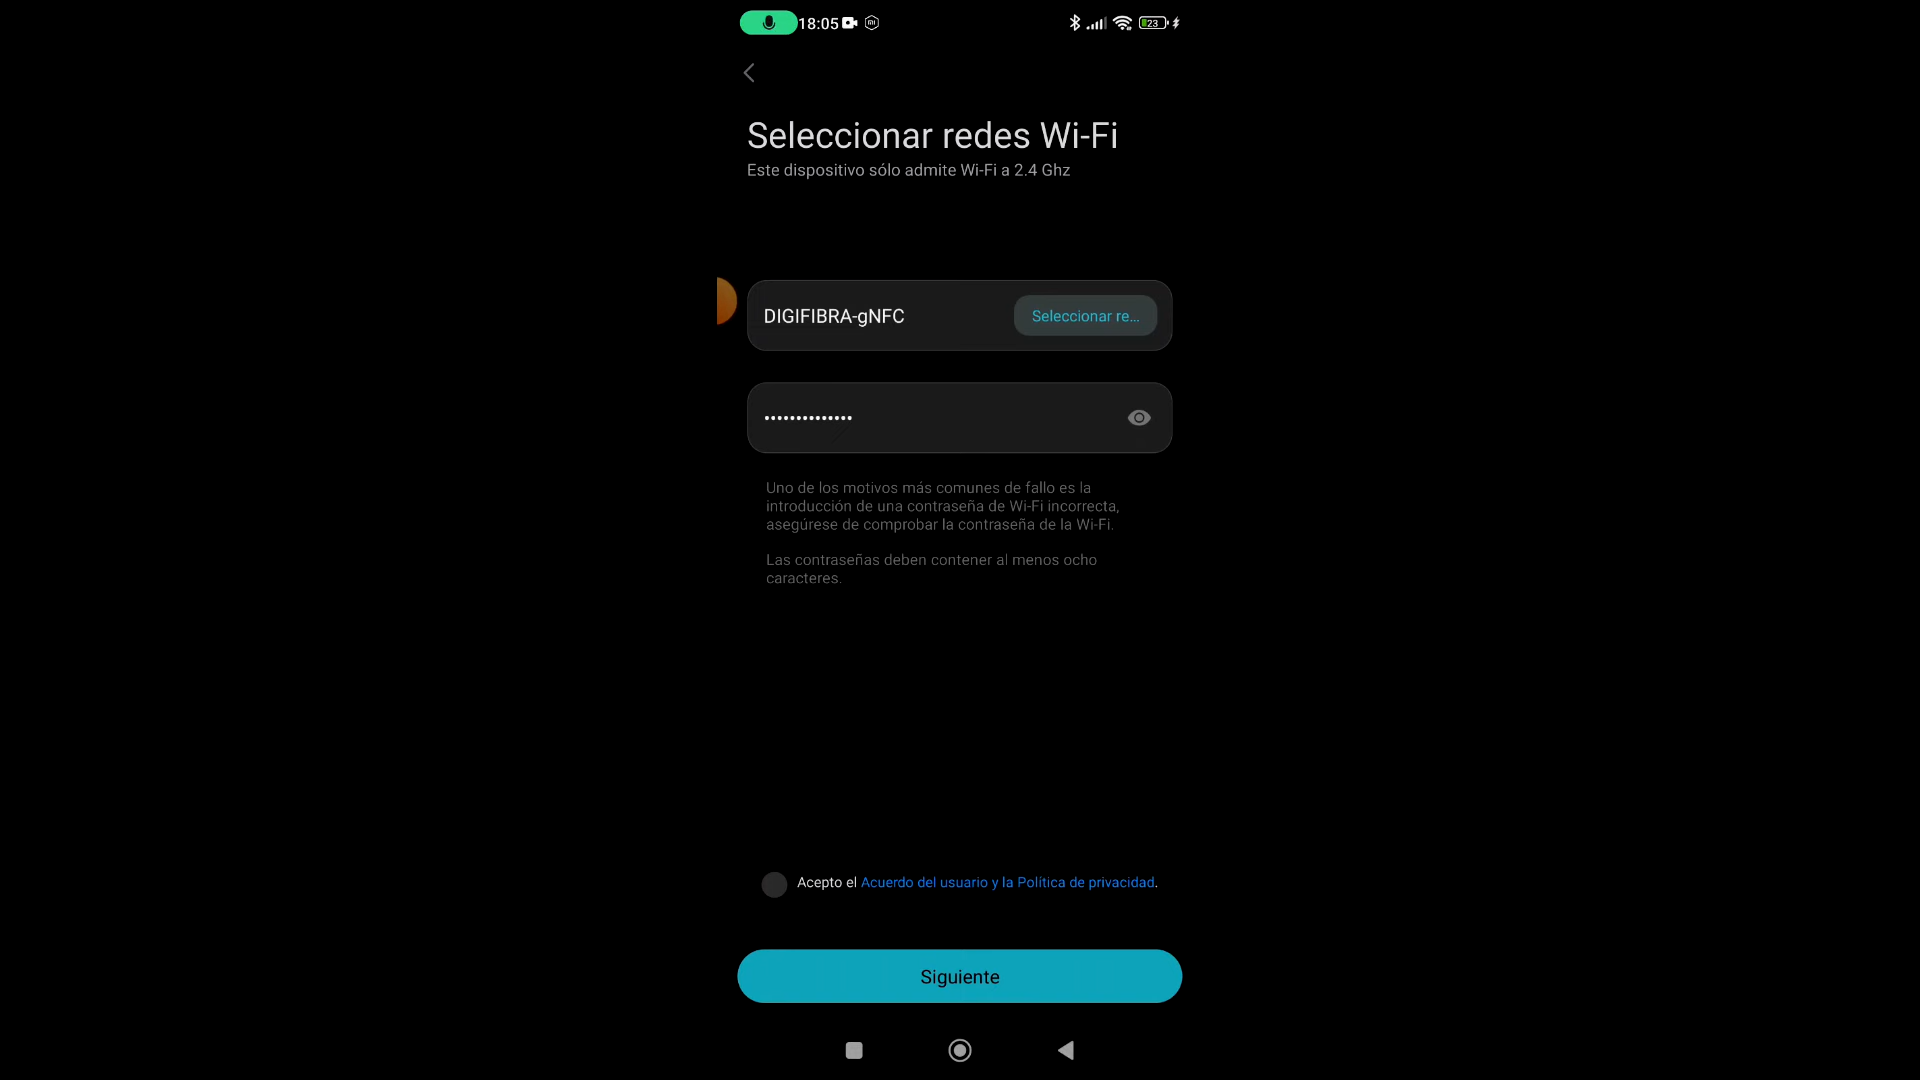 18:05
23
Seleccionar redes Wi-Fi
Este dispositivo sólo admite Wi-Fi a 2.4 Ghz
DIGIFIBRA-gNFC
Seleccionar re...
••••••••••••••
Uno de los motivos más comunes de fallo es la
introducción de una contraseña de Wi-Fi incorrecta,
asegúrese de comprobar la contraseña de la Wi-Fi.
Las contraseñas deben contener al menos ocho
caracteres.
Acepto el Acuerdo del usuario y la Política de privacidad.
Siguiente